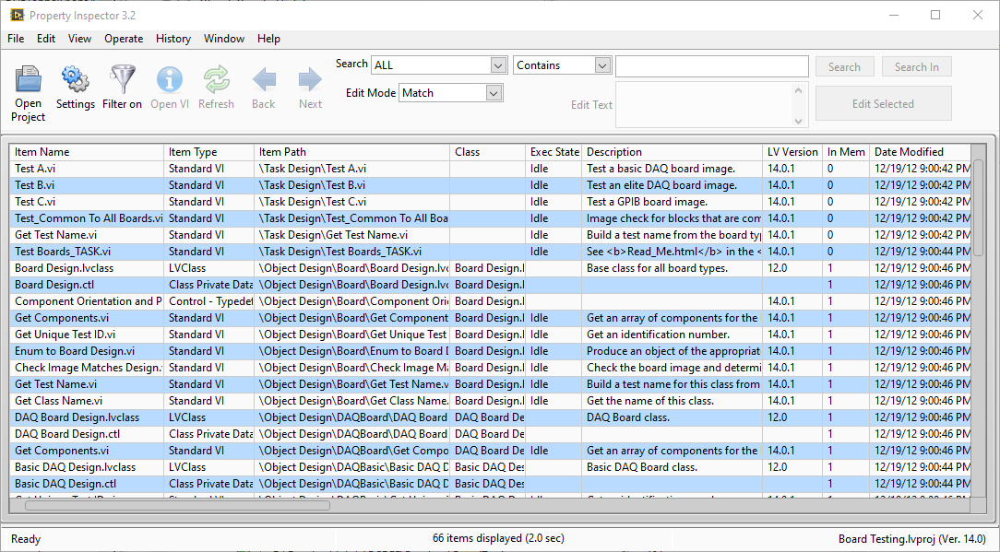 Property Inspector 3.2
File Edit View Operate History Window Help
Open Project Settings Filter on Open VI Refresh Back Next
Search ALL Contains Search Search In
Edit Mode Match Edit Text Edit Selected
Item Name Item Type Item Path Class Exec State Description LV Version In Mem Date Modified
Test A.vi Standard VI \Task Design\Test A.vi Idle Test a basic DAQ board image. 14.0.1 0 12/19/12 9:00:42 PM
Test B.vi Standard VI \Task Design\Test B.vi Idle Test an elite DAQ board image. 14.0.1 0 12/19/12 9:00:42 PM
Test C.vi Standard VI \Task Design\Test C.vi Idle Test a GPIB board image. 14.0.1 0 12/19/12 9:00:42 PM
Test_Common To All Boards.vi Standard VI \Task Design\Test_Common To All Boa Idle Image check for blocks that are com 14.0.1 0 12/19/12 9:00:42 PM
Get Test Name.vi Standard VI \Task Design\Get Test Name.vi Idle Build a test name from the board ty 14.0.1 0 12/19/12 9:00:42 PM
Test Boards_TASK.vi Standard VI \Task Design\Test Boards_TASK.vi Idle See <b>Read_Me.html</b> in the < 14.0.1 0 12/19/12 9:00:44 PM
Board Design.lvclass LVClass \Object Design\Board\Board Design.lv Board Design.l Base class for all board types. 12.0 1 12/19/12 9:00:46 PM
Board Design.ctl Class Private Data \Object Design\Board\Board Design.lv Board Design.l 1 12/19/12 9:00:46 PM
Component Orientation and P Control - Typedef \Object Design\Board\Component Ori Board Design.l 14.0.1 1 12/19/12 9:00:46 PM
Get Components.vi Standard VI \Object Design\Board\Get Component Board Design.l Idle Get an array of components for the 14.0.1 1 12/19/12 9:00:46 PM
Get Unique Test ID.vi Standard VI \Object Design\Board\Get Unique Test Board Design.l Idle Get an identification number. 14.0.1 1 12/19/12 9:00:46 PM
Enum to Board Design.vi Standard VI \Object Design\Board\Enum to Board D Board Design.l Idle Produce an object of the appropriat 14.0.1 1 12/19/12 9:00:46 PM
Check Image Matches Design. Standard VI \Object Design\Board\Check Image M Board Design.l Idle Check the board image and determi 14.0.1 1 12/19/12 9:00:46 PM
Get Test Name.vi Standard VI \Object Design\Board\Get Test Name.v Board Design.l Idle Build a test name for this class from 14.0.1 1 12/19/12 9:00:46 PM
Get Class Name.vi Standard VI \Object Design\Board\Get Class Name. Board Design.l Idle Get the name of this class. 14.0.1 1 12/19/12 9:00:46 PM
DAQ Board Design.lvclass LVClass \Object Design\DAQBoard\DAQ Board DAQ Board De DAQ Board class. 12.0 1 12/19/12 9:00:46 PM
DAQ Board Design.ctl Class Private Data \Object Design\DAQBoard\DAQ Board DAQ Board De 1 12/19/12 9:00:46 PM
Get Components.vi Standard VI \Object Design\DAQBoard\Get Compo DAQ Board De Idle Get an array of components for the 14.0.1 1 12/19/12 9:00:46 PM
Basic DAQ Design.lvclass LVClass \Object Design\DAQBasic\Basic DAQ D Basic DAQ Des Basic DAQ Board class. 12.0 1 12/19/12 9:00:44 PM
Basic DAQ Design.ctl Class Private Data \Object Design\DAQBasic\Basic DAQ D Basic DAQ Des 1 12/19/12 9:00:44 PM
Ready 66 items displayed (2.0 sec) Board Testing.lvproj (Ver. 14.0)